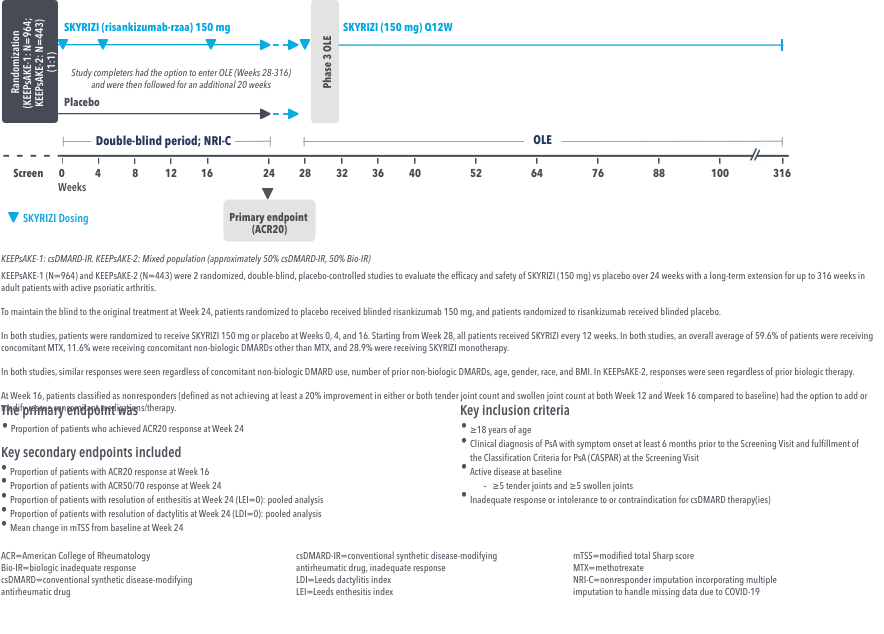 Randomization
(KEEPsAKE-1: N=964;
KEEPsAKE-2: N=443)
(1:1)
SKYRIZI (risankizumab-rzaa) 150 mg
Study completers had the option to enter OLE (Weeks 28-316)
and were then followed for an additional 20 weeks
Placebo
Phase 3 OLE
SKYRIZI (150 mg) Q12W
Double-blind period; NRI-C
OLE
Screen 0 4 8 12 16 24 28 32 36 40 52 64 76 88 100 316
Weeks
SKYRIZI Dosing
Primary endpoint
(ACR20)
KEEPsAKE-1: csDMARD-IR. KEEPsAKE-2: Mixed population (approximately 50% csDMARD-IR, 50% Bio-IR)
KEEPsAKE-1 (N=964) and KEEPsAKE-2 (N=443) were 2 randomized, double-blind, placebo-controlled studies to evaluate the efficacy and safety of SKYRIZI (150 mg) vs placebo over 24 weeks with a long-term extension for up to 316 weeks in
adult patients with active psoriatic arthritis.
To maintain the blind to the original treatment at Week 24, patients randomized to placebo received blinded risankizumab 150 mg, and patients randomized to risankizumab received blinded placebo.
In both studies, patients were randomized to receive SKYRIZI 150 mg or placebo at Weeks 0, 4, and 16. Starting from Week 28, all patients received SKYRIZI every 12 weeks. In both studies, an overall average of 59.6% of patients were receiving
concomitant MTX, 11.6% were receiving concomitant non-biologic DMARDs other than MTX, and 28.9% were receiving SKYRIZI monotherapy.
In both studies, similar responses were seen regardless of concomitant non-biologic DMARD use, number of prior non-biologic DMARDs, age, gender, race, and BMI. In KEEPsAKE-2, responses were seen regardless of prior biologic therapy.
At Week 16, patients classified as nonresponders (defined as not achieving at least a 20% improvement in either or both tender joint count and swollen joint count at both Week 12 and Week 16 compared to baseline) had the option to add or
modify rescue concomitant medications/therapy.
The primary endpoint was
• Proportion of patients who achieved ACR20 response at Week 24
Key secondary endpoints included
• Proportion of patients with ACR20 response at Week 16
• Proportion of patients with ACR50/70 response at Week 24
• Proportion of patients with resolution of enthesitis at Week 24 (LEI=0): pooled analysis
• Proportion of patients with resolution of dactylitis at Week 24 (LDI=0): pooled analysis
• Mean change in mTSS from baseline at Week 24
Key inclusion criteria
• ≥18 years of age
• Clinical diagnosis of PsA with symptom onset at least 6 months prior to the Screening Visit and fulfillment of
the Classification Criteria for PsA (CASPAR) at the Screening Visit
• Active disease at baseline
– ≥5 tender joints and ≥5 swollen joints
• Inadequate response or intolerance to or contraindication for csDMARD therapy(ies)
ACR=American College of Rheumatology
Bio-IR=biologic inadequate response
csDMARD=conventional synthetic disease-modifying
antirheumatic drug
csDMARD-IR=conventional synthetic disease-modifying
antirheumatic drug, inadequate response
LDI=Leeds dactylitis index
LEI=Leeds enthesitis index
mTSS=modified total Sharp score
MTX=methotrexate
NRI-C=nonresponder imputation incorporating multiple
imputation to handle missing data due to COVID-19